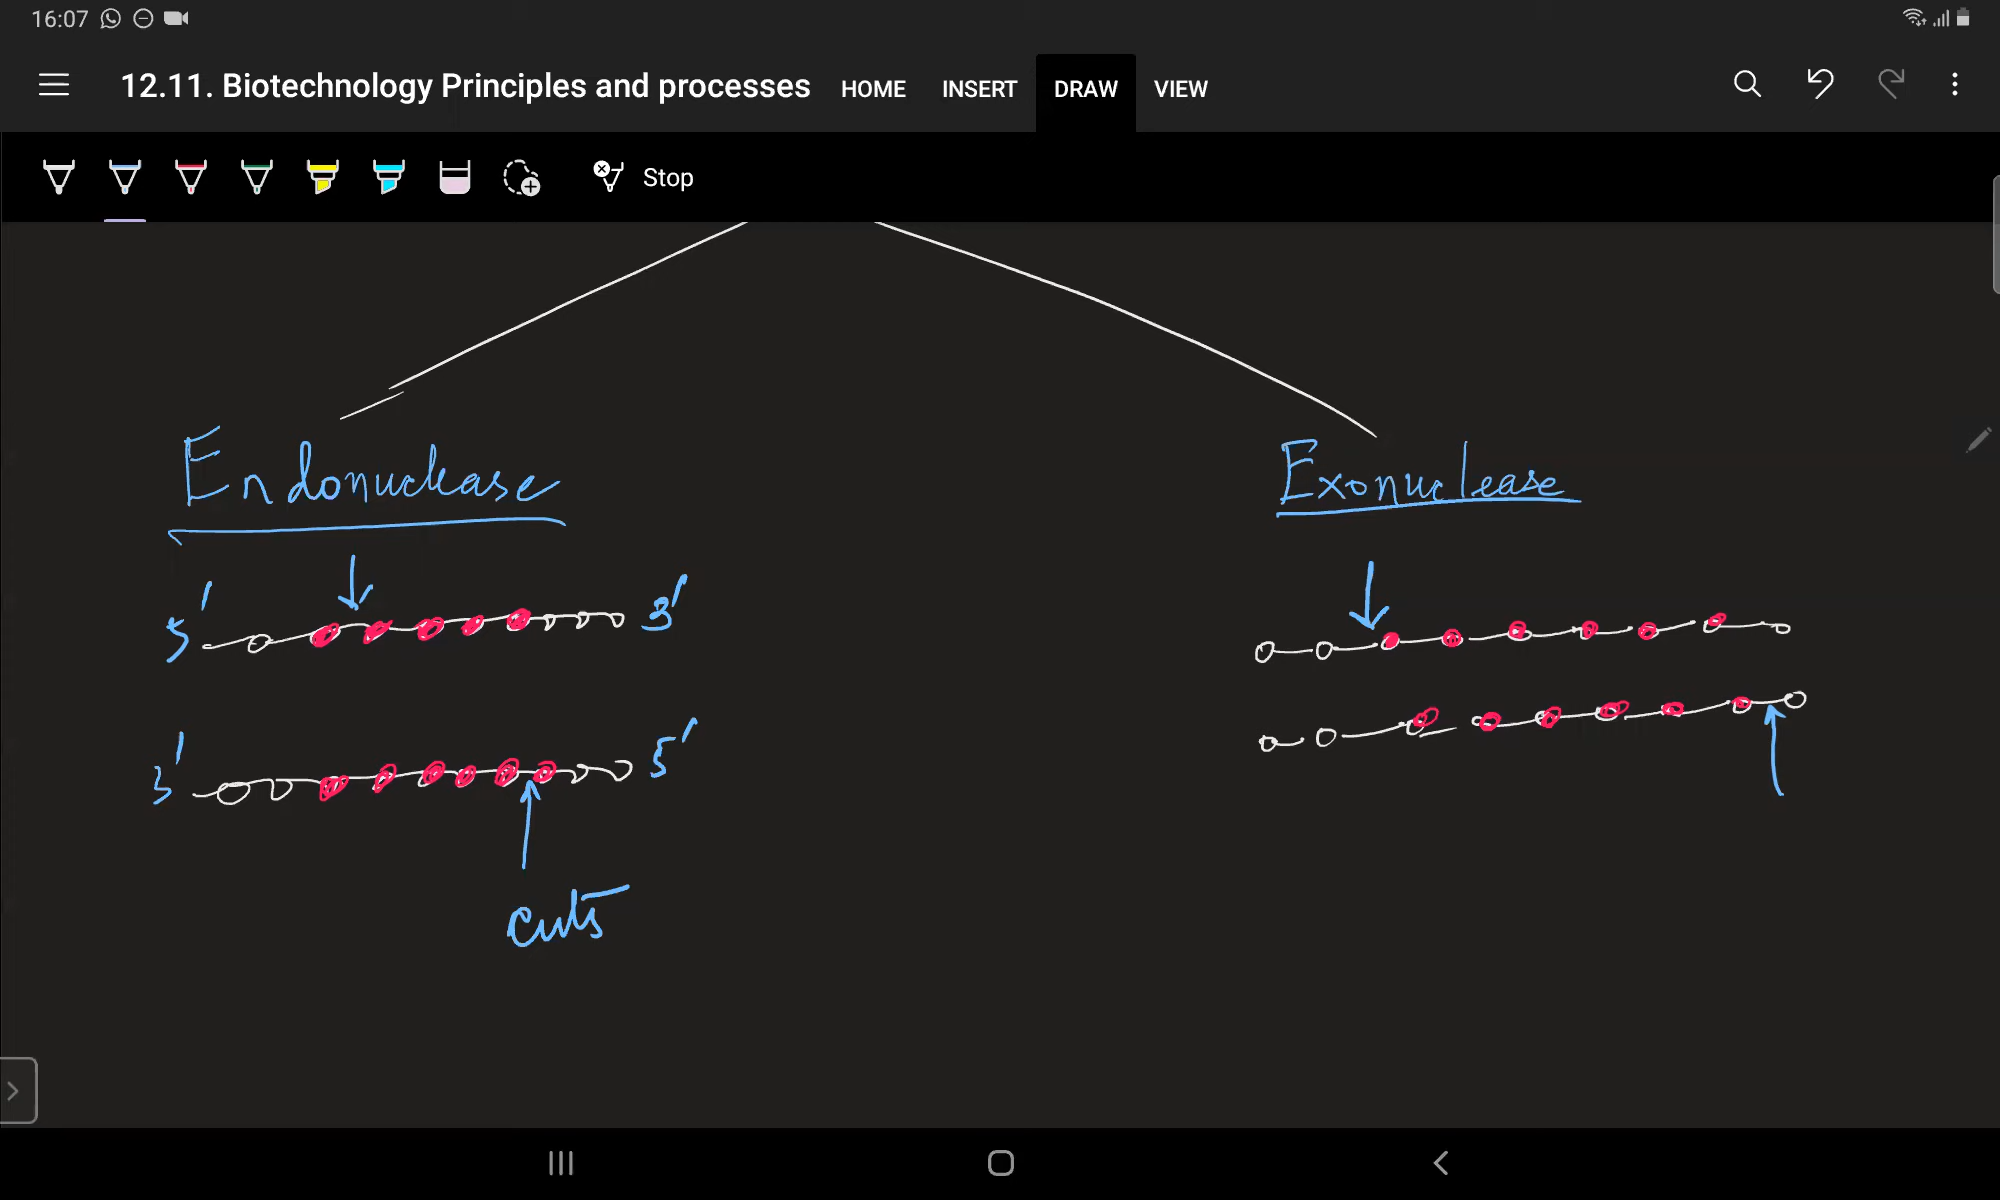 16:07
12.11. Biotechnology Principles and processes HOME INSERT DRAW VIEW
Stop
Endonuclease
Exonuclease
5' 3'
3' 5'
cuts